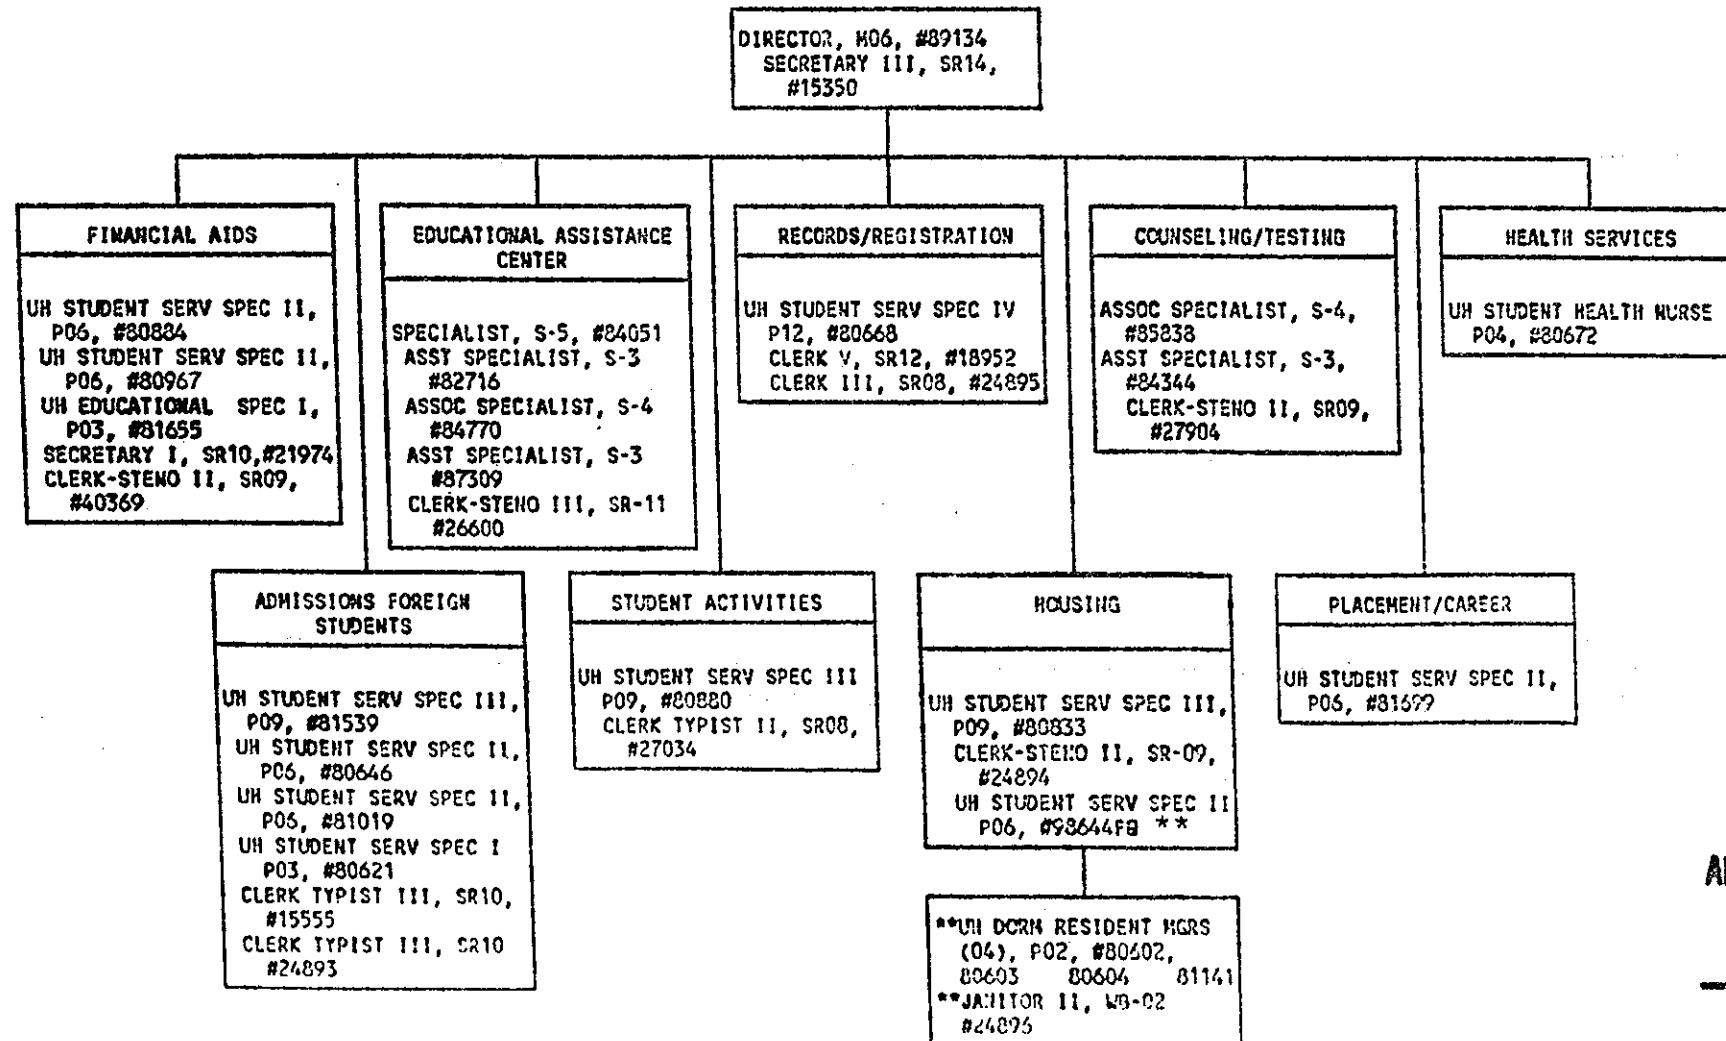 DIRECTOR, M06, #89134
SECRETARY III, SR14,
#15350
FINANCIAL AIDS
UH STUDENT SERV SPEC II,
P06, #80884
UH STUDENT SERV SPEC II,
P06, #80967
UH EDUCATIONAL SPEC I,
P03, #81655
SECRETARY I, SR10,#21974
CLERK-STENO II, SR09,
#40369
EDUCATIONAL ASSISTANCE
CENTER
SPECIALIST, S-5, #84051
ASST SPECIALIST, S-3
#82716
ASSOC SPECIALIST, S-4
#84770
ASST SPECIALIST, S-3
#87309
CLERK-STENO III, SR-11
#26600
RECORDS/REGISTRATION
UH STUDENT SERV SPEC IV
P12, #80668
CLERK V, SR12, #18952
CLERK III, SR08, #24895
COUNSELING/TESTING
ASSOC SPECIALIST, S-4,
#85838
ASST SPECIALIST, S-3,
#84344
CLERK-STENO II, SR09,
#27904
HEALTH SERVICES
UH STUDENT HEALTH NURSE
P04, #80672
ADMISSIONS FOREIGN
STUDENTS
UH STUDENT SERV SPEC III,
P09, #81539
UH STUDENT SERV SPEC II,
P06, #80646
UH STUDENT SERV SPEC II,
P06, #81019
UH STUDENT SERV SPEC I
P03, #80621
CLERK TYPIST III, SR10,
#15555
CLERK TYPIST III, SR10
#24893
STUDENT ACTIVITIES
UH STUDENT SERV SPEC III
P09, #80880
CLERK TYPIST II, SR08,
#27034
HOUSING
UH STUDENT SERV SPEC III,
P09, #80833
CLERK-STENO II, SR-09,
#24894
UH STUDENT SERV SPEC II
P06, #98644FB **
PLACEMENT/CAREER
UH STUDENT SERV SPEC II,
P06, #81699
**UH DORM RESIDENT MGRS
(04), P02, #80602,
80603 80604 81141
**JANITOR II, WB-02
#24896